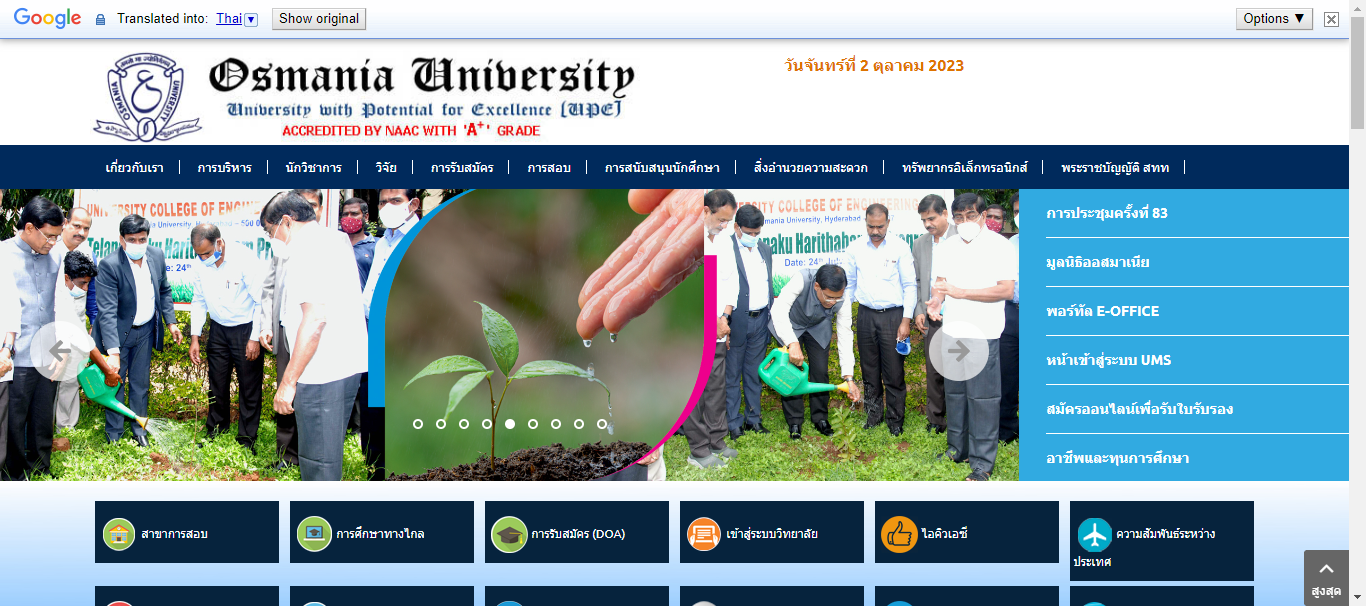 Google Translated into: Thai Show original Options ▼
Osmania University
University with Potential for Excellence [UPE]
ACCREDITED BY NAAC WITH 'A+' GRADE
วันจันทร์ที่ 2 ตุลาคม 2023
เกี่ยวกับเรา การบริหาร นักวิชาการ วิจัย การรับสมัคร การสอบ การสนับสนุนนักศึกษา สิ่งอำนวยความสะดวก ทรัพยากรอิเล็กทรอนิกส์ พระราชบัญญัติ สทท
การประชุมครั้งที่ 83
มูลนิธิออสมาเนีย
พอร์ทัล E-OFFICE
หน้าเข้าสู่ระบบ UMS
สมัครออนไลน์เพื่อรับใบรับรอง
อาชีพและทุนการศึกษา
สาขาการสอบ การศึกษาทางไกล การรับสมัคร (DOA) เข้าสู่ระบบวิทยาลัย ไอคิวเอซี ความสัมพันธ์ระหว่าง
ประเทศ
สูงสุด